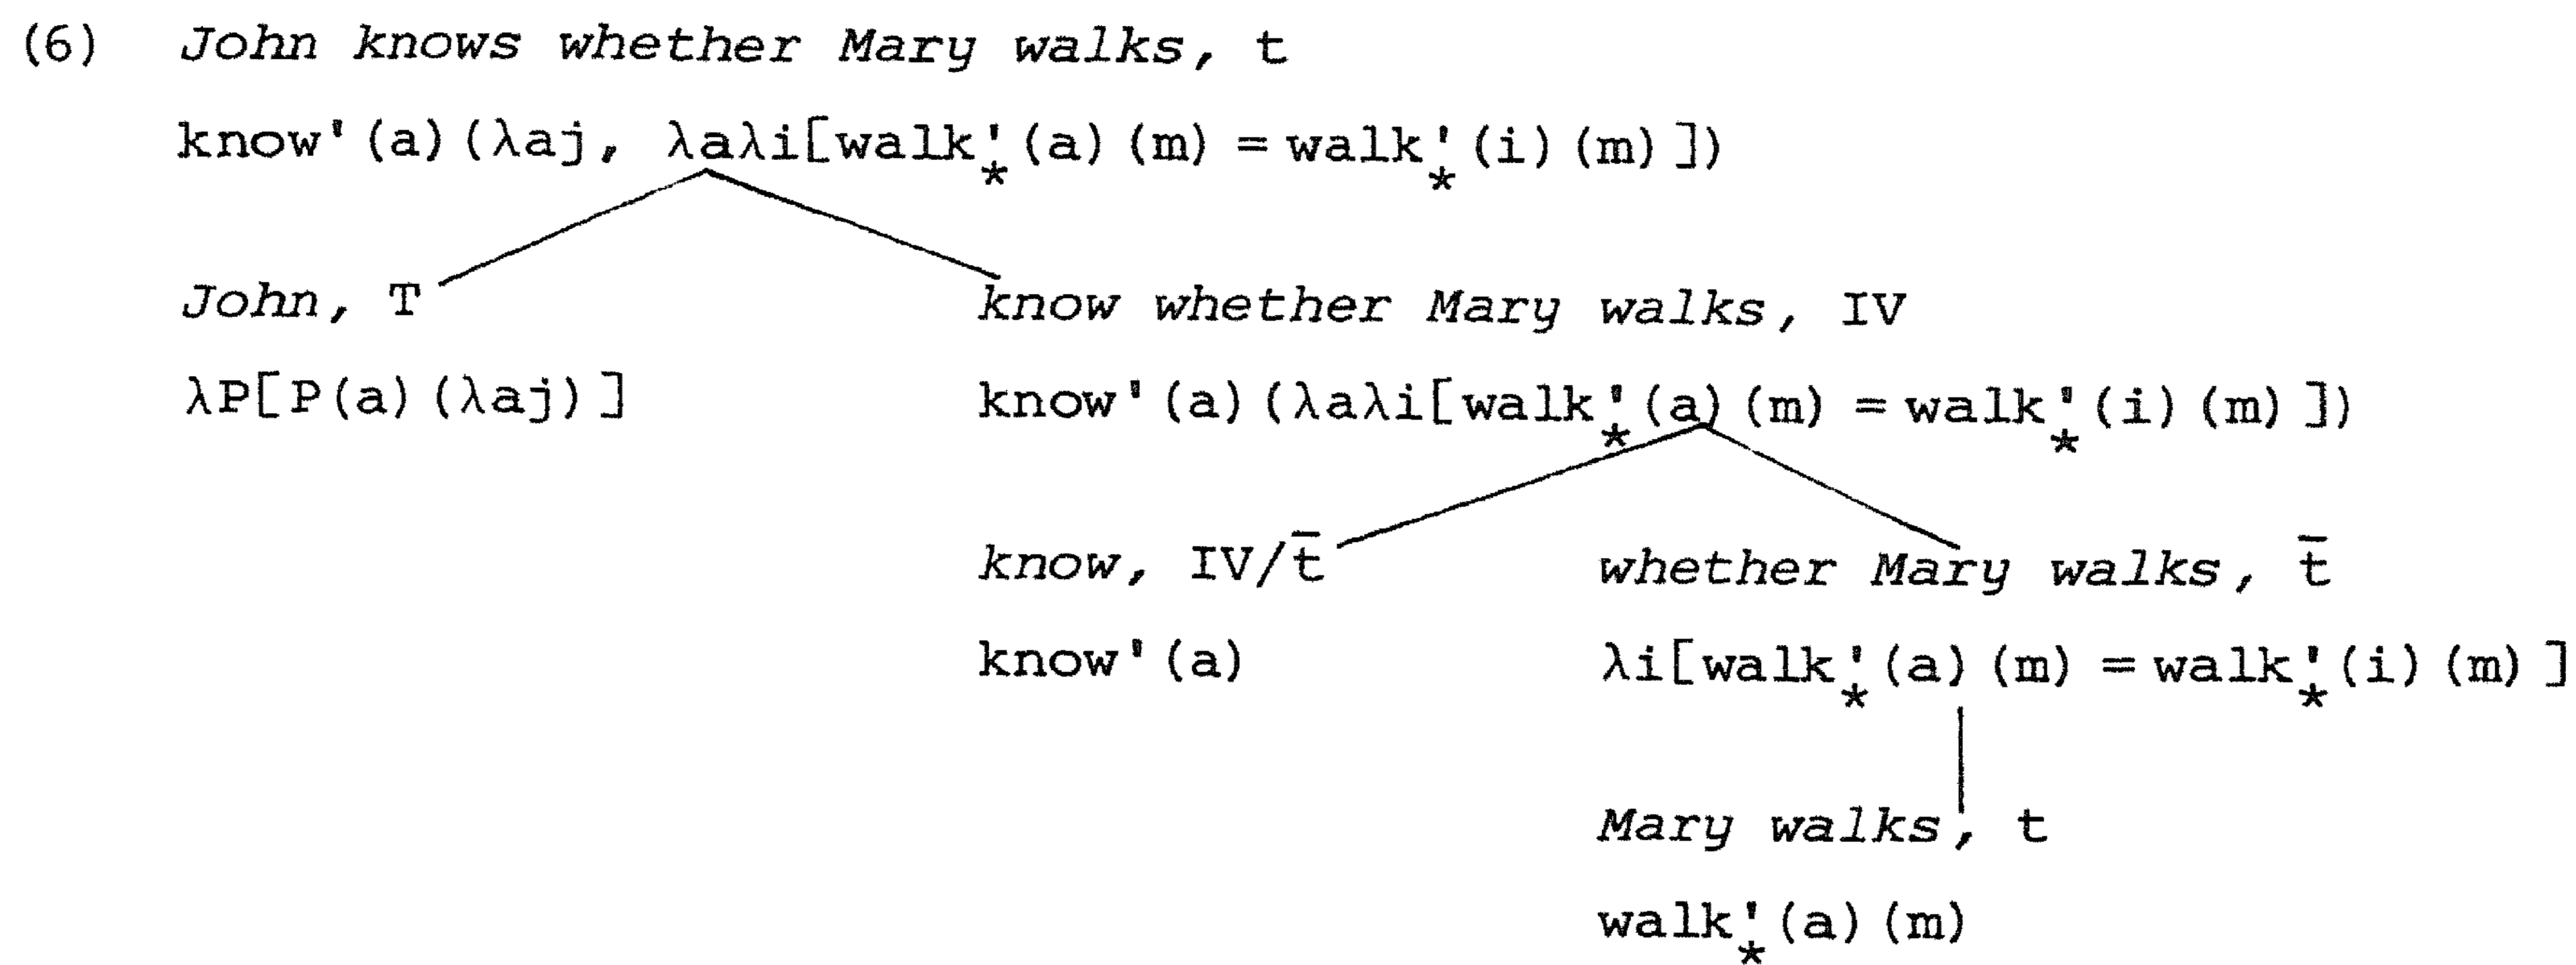 (6) John knows whether Mary walks, t
know'(a)(λaj, λaλi[walk'⁎(a)(m) = walk'⁎(i)(m)])
John, T know whether Mary walks, IV
λP[P(a)(λaj)] know'(a)(λaλi[walk'⁎(a)(m) = walk'⁎(i)(m)])
know, IV/t̄ whether Mary walks, t̄
know'(a) λi[walk'⁎(a)(m) = walk'⁎(i)(m)]
Mary walks, t
walk'⁎(a)(m)